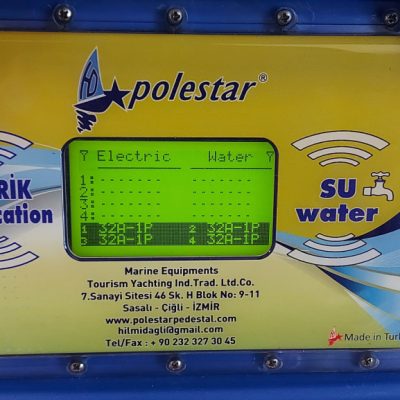 polestar®
Electric Water
1: ------ ------
2: ------ ------
3: ------ ------
4: ------ ------
1 32A-1P 2 32A-1P
3 32A-1P 4 32A-1P
RİK
cation
SU
water
Marine Equipments
Tourism Yachting Ind.Trad. Ltd.Co.
7.Sanayi Sitesi 46 Sk. H Blok No: 9-11
Sasalı - Çiğli - İZMİR
www.polestarpedestal.com
hilmidagli@gmail.com
Tel/Fax : + 90 232 327 30 45
Made in Turk